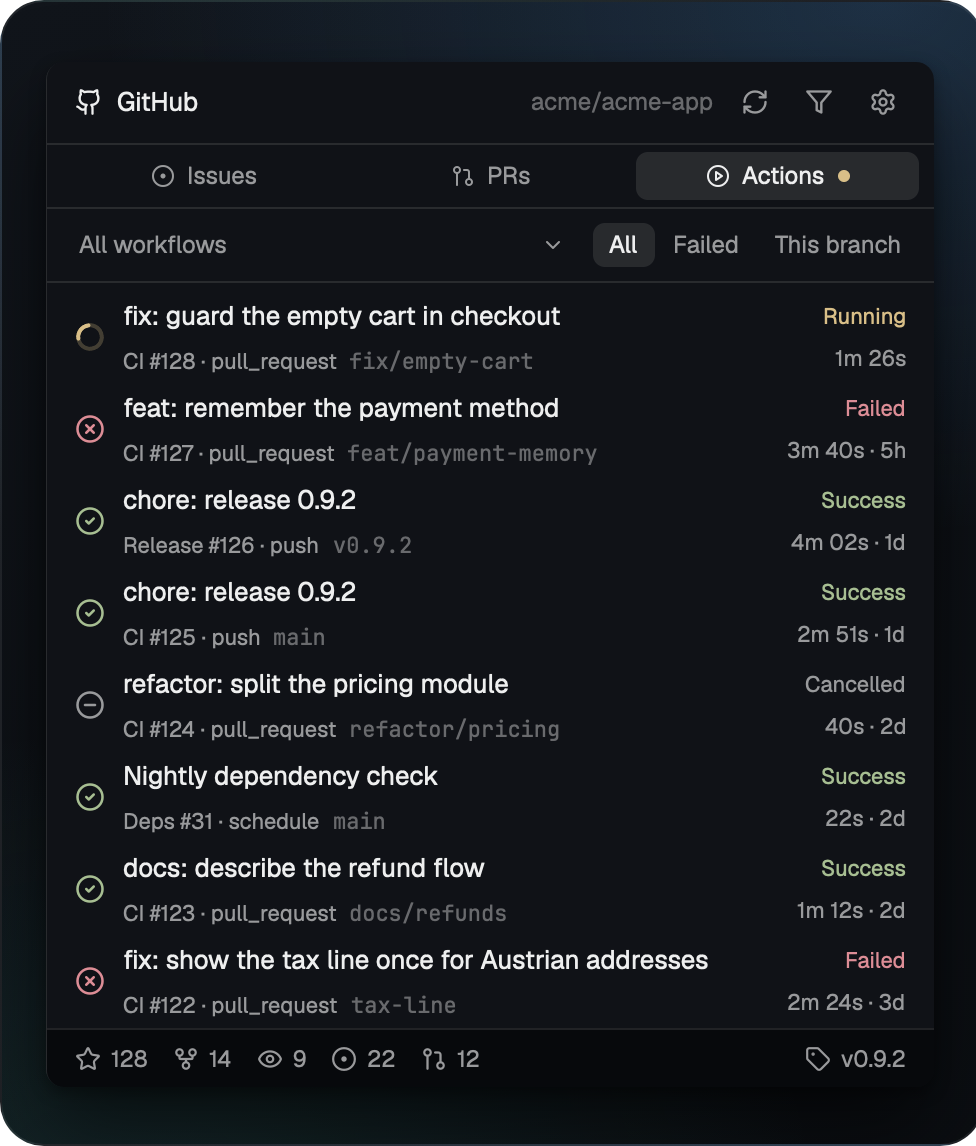 GitHub acme/acme-app
Issues PRs Actions
All workflows All Failed This branch
fix: guard the empty cart in checkout Running
CI #128 · pull_request fix/empty-cart 1m 26s
feat: remember the payment method Failed
CI #127 · pull_request feat/payment-memory 3m 40s · 5h
chore: release 0.9.2 Success
Release #126 · push v0.9.2 4m 02s · 1d
chore: release 0.9.2 Success
CI #125 · push main 2m 51s · 1d
refactor: split the pricing module Cancelled
CI #124 · pull_request refactor/pricing 40s · 2d
Nightly dependency check Success
Deps #31 · schedule main 22s · 2d
docs: describe the refund flow Success
CI #123 · pull_request docs/refunds 1m 12s · 2d
fix: show the tax line once for Austrian addresses Failed
CI #122 · pull_request tax-line 2m 24s · 3d
128 14 9 22 12 v0.9.2